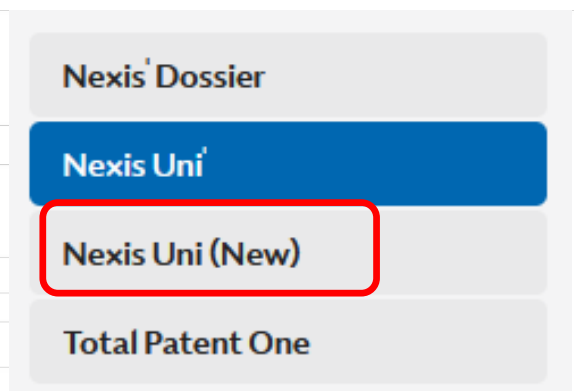 Nexis' Dossier
Nexis Uni'
Nexis Uni (New)
Total Patent One